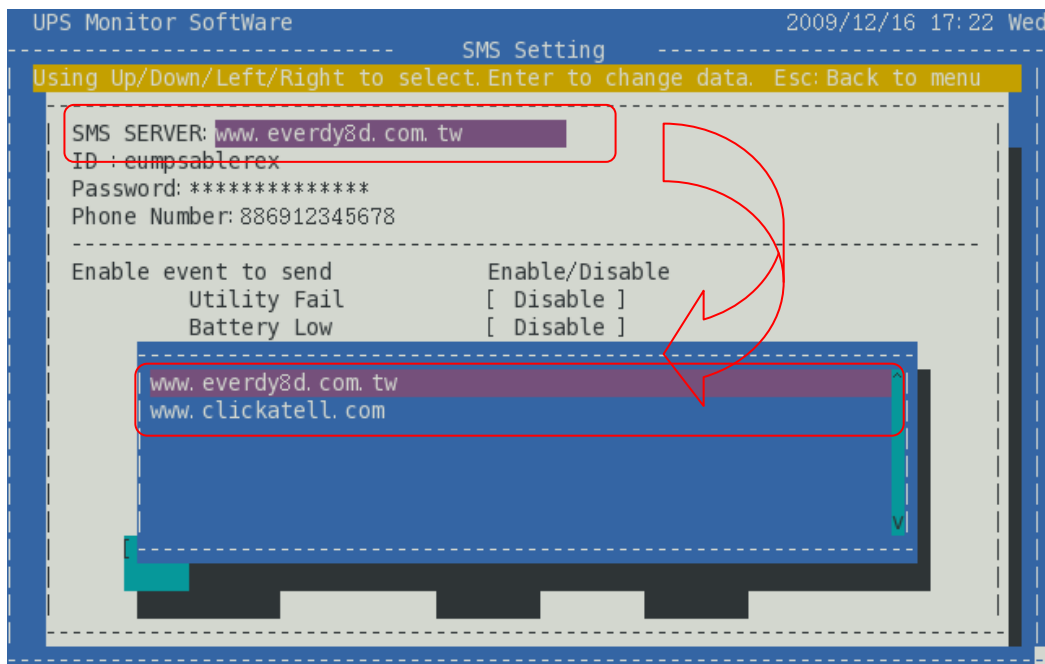 UPS Monitor SoftWare 2009/12/16 17:22 Wed
SMS Setting
Using Up/Down/Left/Right to select.Enter to change data. Esc:Back to menu
SMS SERVER:www.everdy8d.com.tw
ID :eumpsablerex
Password:**************
Phone Number:886912345678
Enable event to send Enable/Disable
Utility Fail [ Disable ]
Battery Low [ Disable ]
www.everdy8d.com.tw ^
www.clickatell.com
v
[